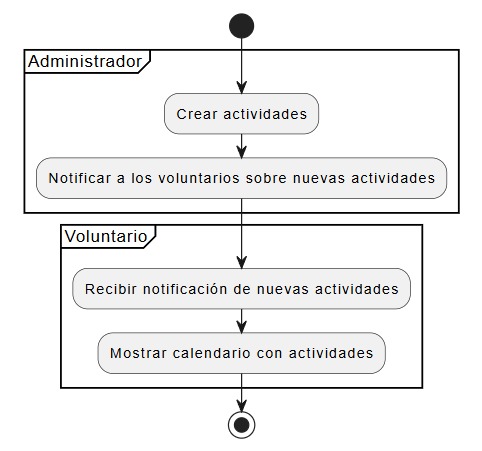 Administrador
Crear actividades
Notificar a los voluntarios sobre nuevas actividades
Voluntario
Recibir notificación de nuevas actividades
Mostrar calendario con actividades